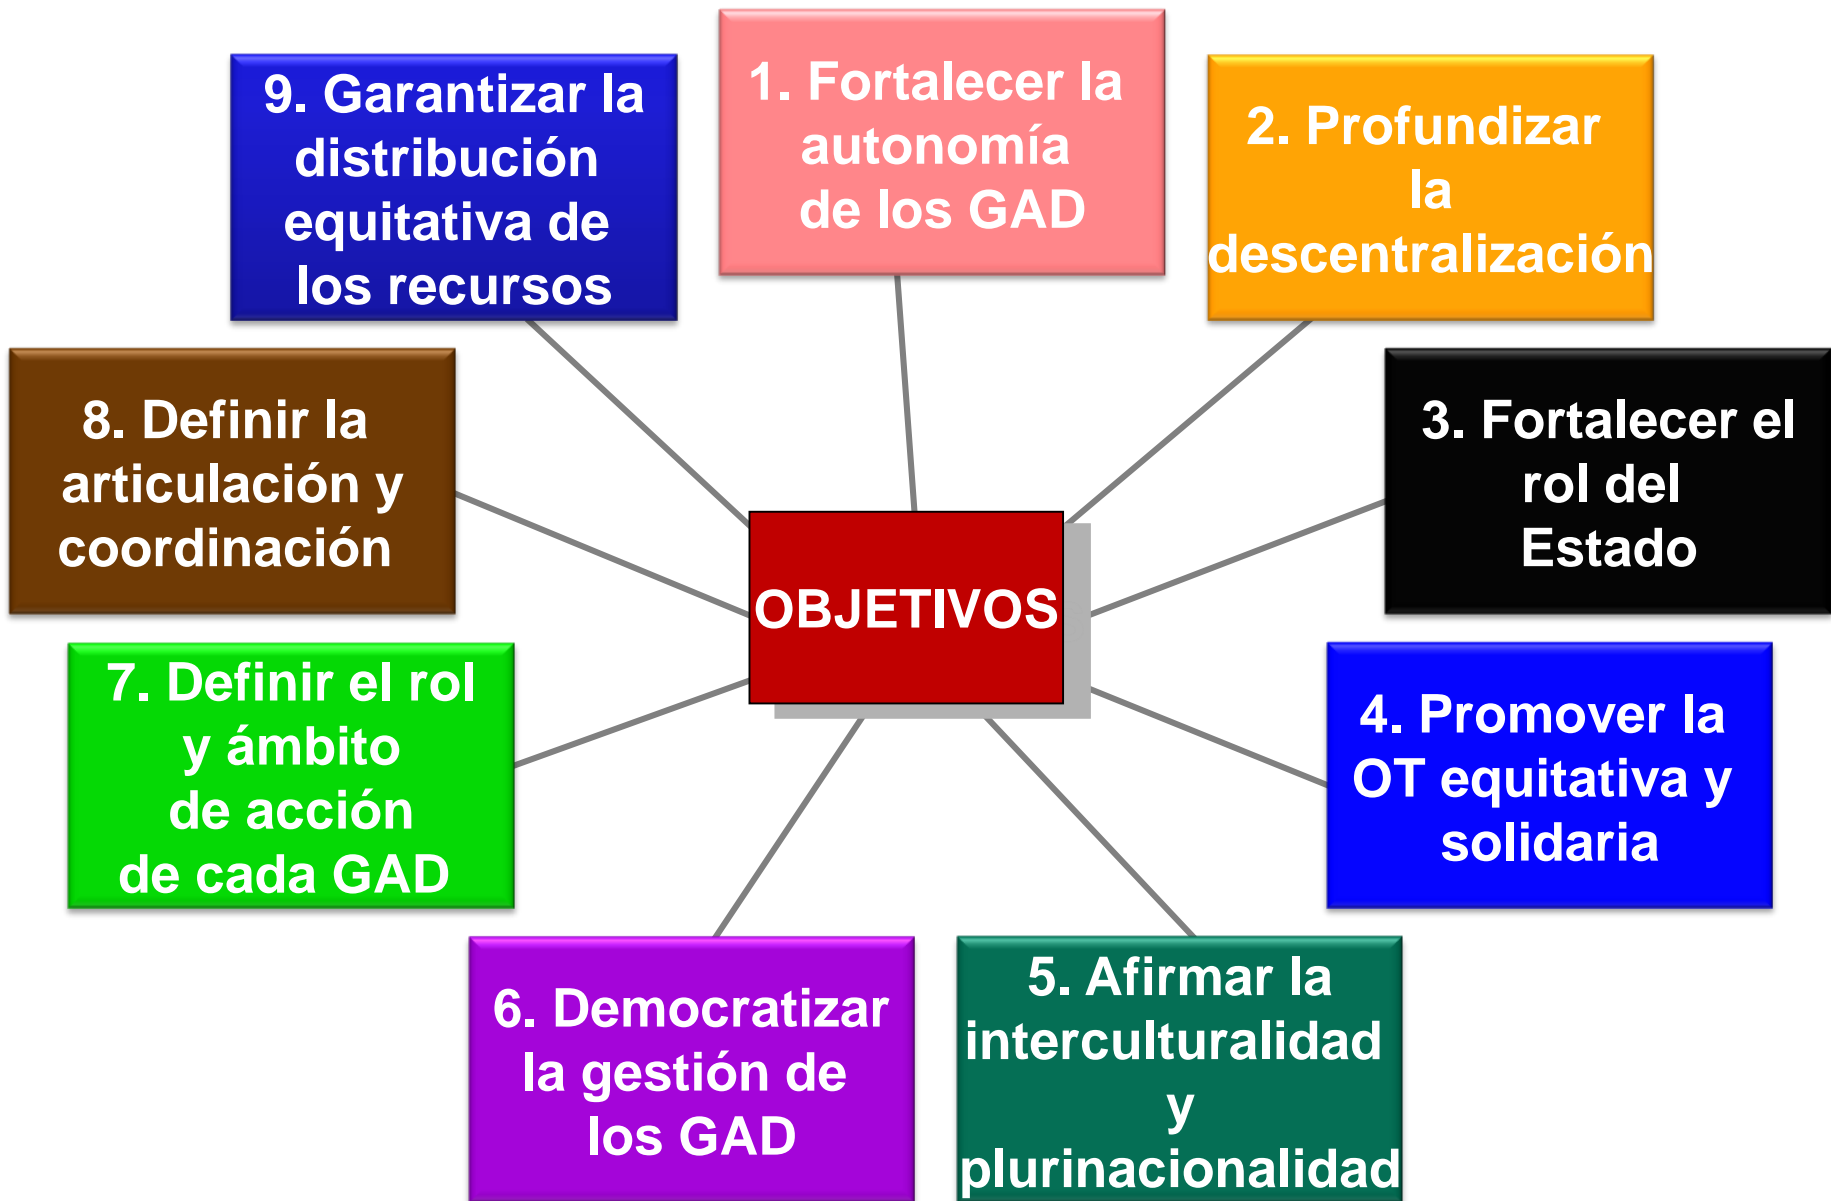 1. Fortalecer la
autonomía
de los GAD
2. Profundizar
la
descentralización
3. Fortalecer el
rol del
Estado
4. Promover la
OT equitativa y
solidaria
5. Afirmar la
interculturalidad
y
plurinacionalidad
6. Democratizar
la gestión de
los GAD
7. Definir el rol
y ámbito
de acción
de cada GAD
8. Definir la
articulación y
coordinación
9. Garantizar la
distribución
equitativa de
los recursos
OBJETIVOS